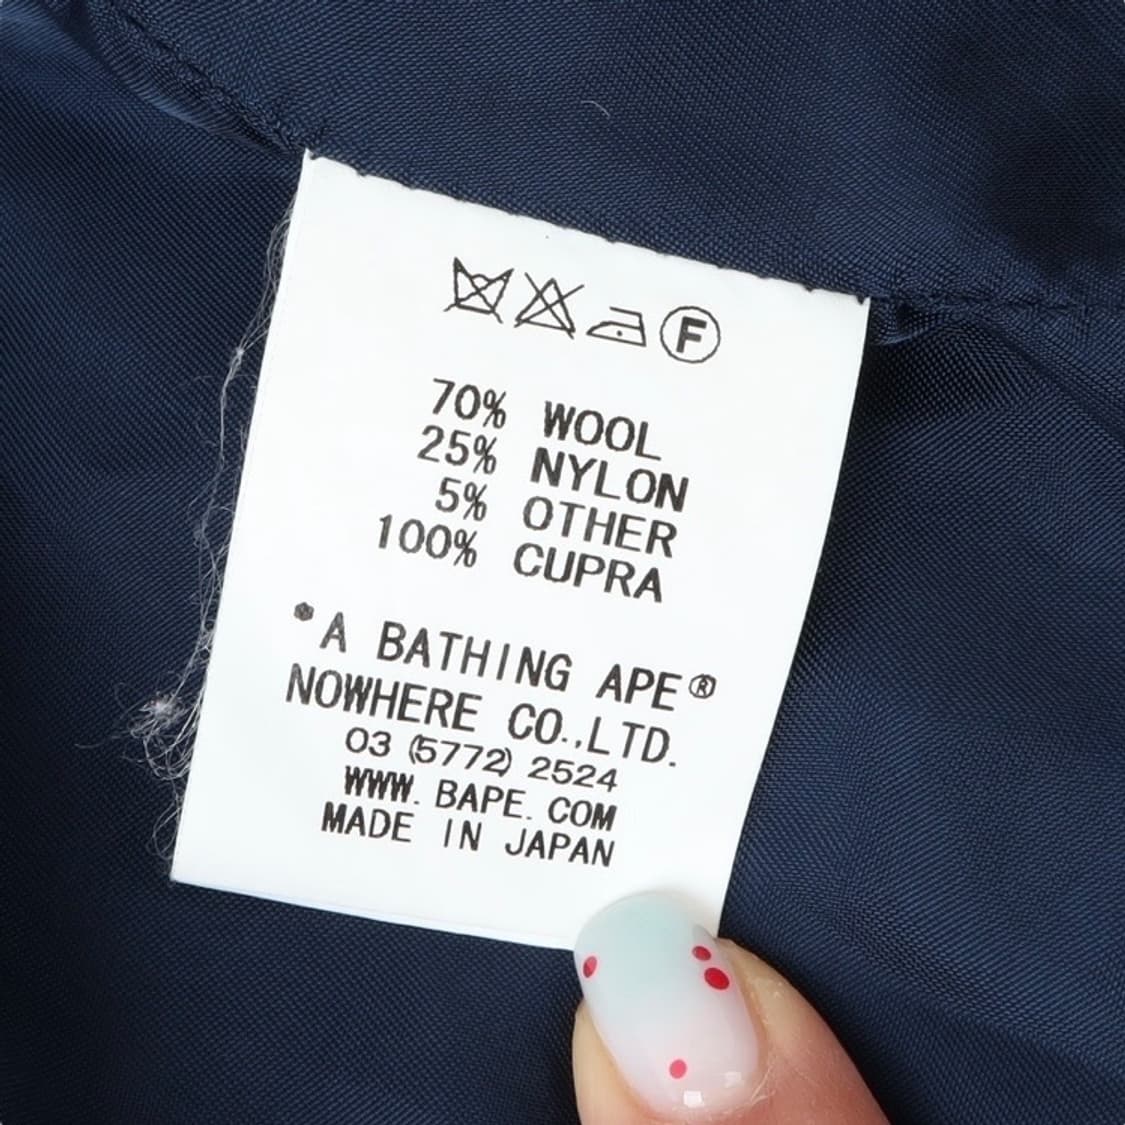 F
70% WOOL
25% NYLON
5% OTHER
100% CUPRA
®A BATHING APE®
NOWHERE CO.,LTD.
03 (5772) 2524
WWW. BAPE. COM
MADE IN JAPAN